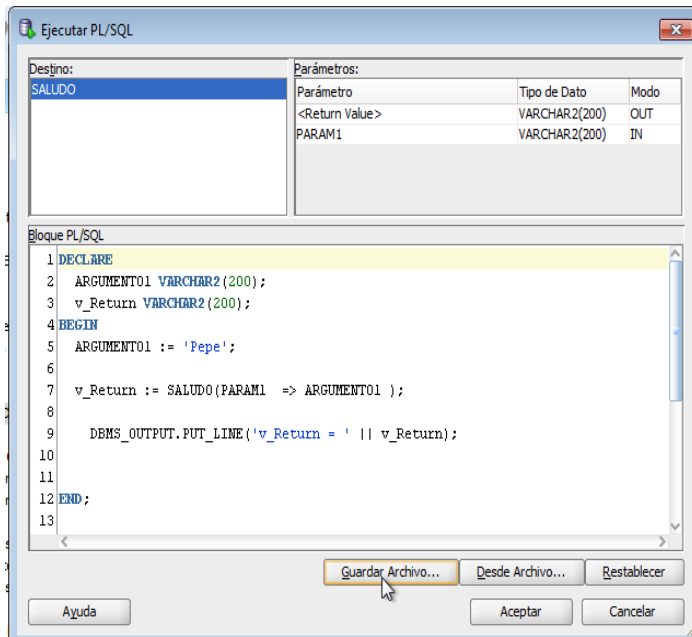 Ejecutar PL/SQL
Destino:
SALUDO
Parámetros:
Parámetro Tipo de Dato Modo
<Return Value> VARCHAR2(200) OUT
PARAM1 VARCHAR2(200) IN
Bloque PL/SQL
1 DECLARE
2 ARGUMENTO1 VARCHAR2(200);
3 v_Return VARCHAR2(200);
4 BEGIN
5 ARGUMENTO1 := 'Pepe';
6
7 v_Return := SALUDO(PARAM1 => ARGUMENTO1 );
8
9 DBMS_OUTPUT.PUT_LINE('v_Return = ' || v_Return);
10
11
12 END;
13
Guardar Archivo... Desde Archivo... Restablecer
Ayuda Aceptar Cancelar